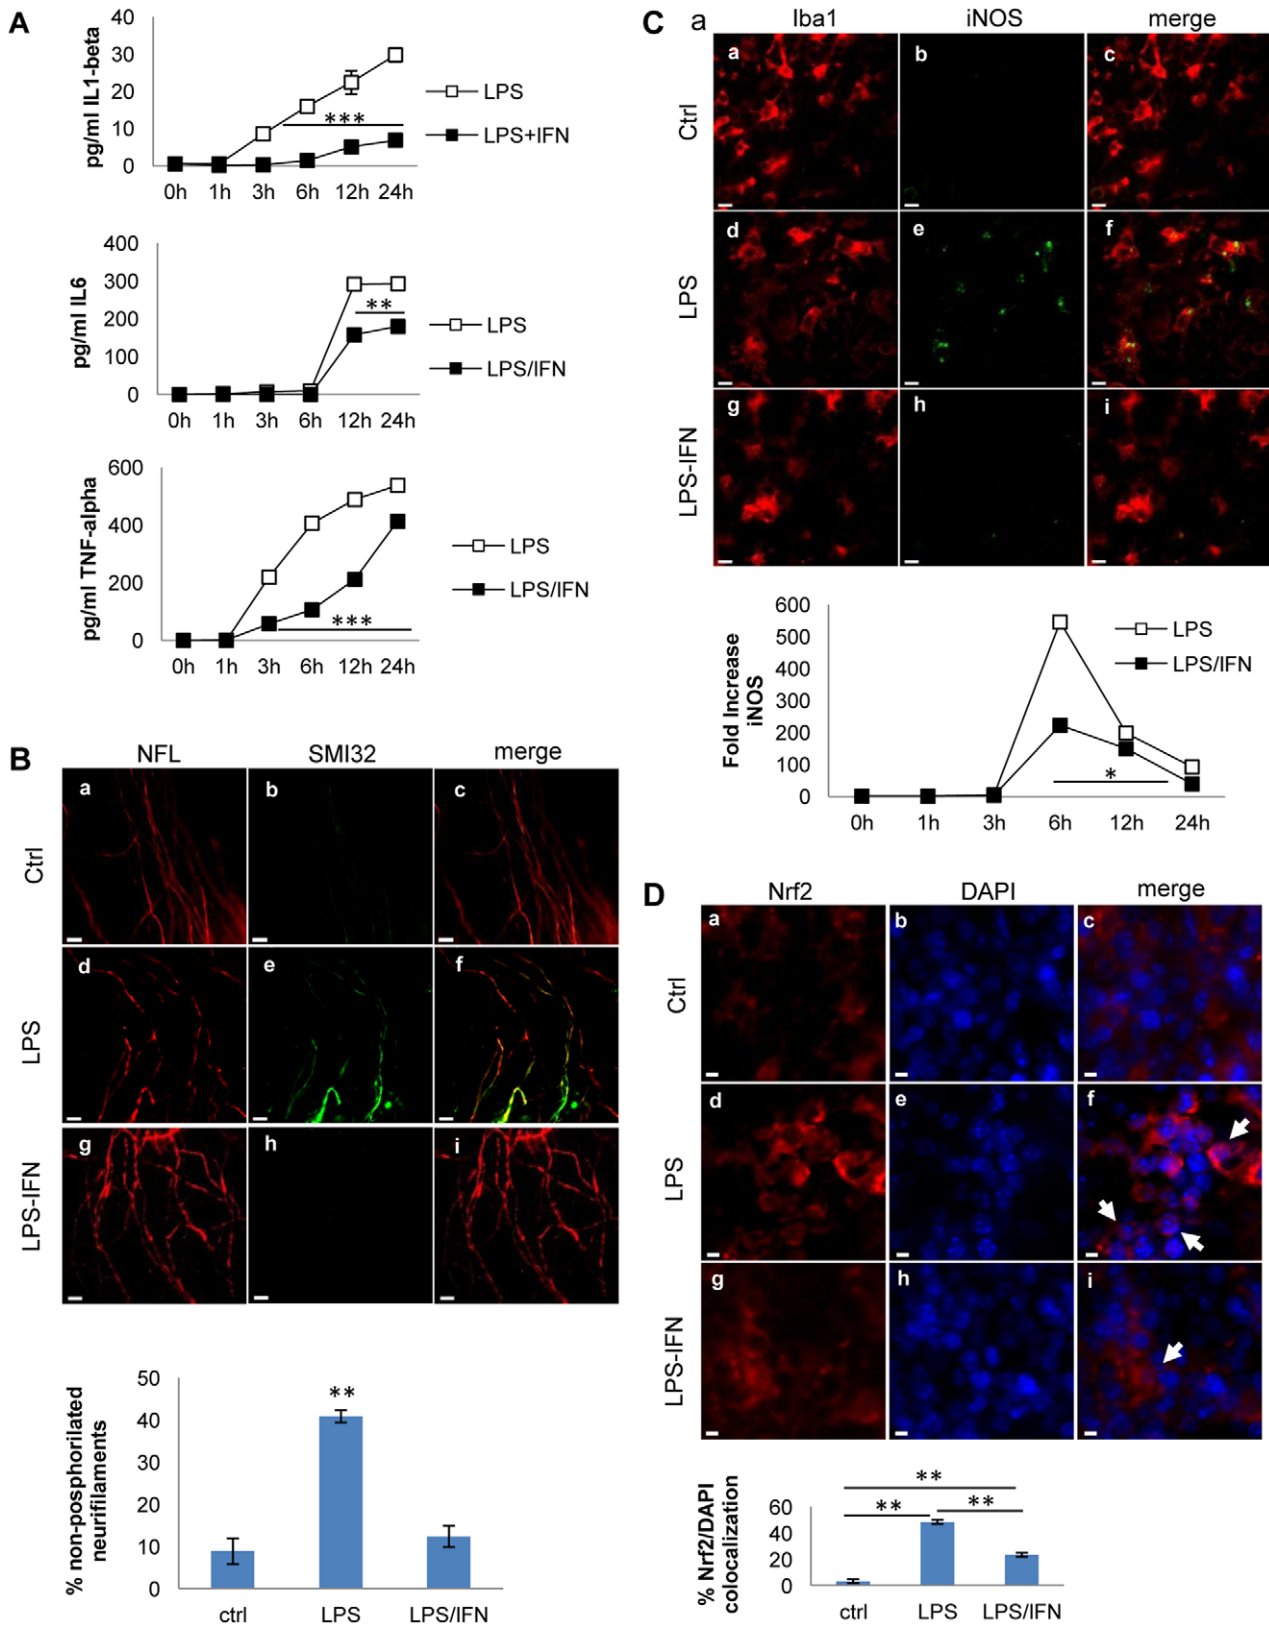 A
pg/ml IL1-beta
40
30
20
10
0
0h 1h 3h 6h 12h 24h
***
LPS
LPS+IFN
pg/ml IL6
400
300
200
100
0
0h 1h 3h 6h 12h 24h
**
LPS
LPS/IFN
pg/ml TNF-alpha
600
400
200
0
0h 1h 3h 6h 12h 24h
***
LPS
LPS/IFN
B
NFL SMI32 merge
Ctrl
a b c
LPS
d e f
LPS-IFN
g h i
% non-posphorilated
neurifilaments
50
40
30
20
10
0
**
ctrl LPS LPS/IFN
C a Iba1 iNOS merge
Ctrl
a b c
LPS
d e f
LPS-IFN
g h i
Fold Increase
iNOS
600
500
400
300
200
100
0
0h 1h 3h 6h 12h 24h
*
LPS
LPS/IFN
D
Nrf2 DAPI merge
Ctrl
a b c
LPS
d e f
LPS-IFN
g h i
% Nrf2/DAPI
colocalization
60
40
20
0
**
** **
ctrl LPS LPS/IFN